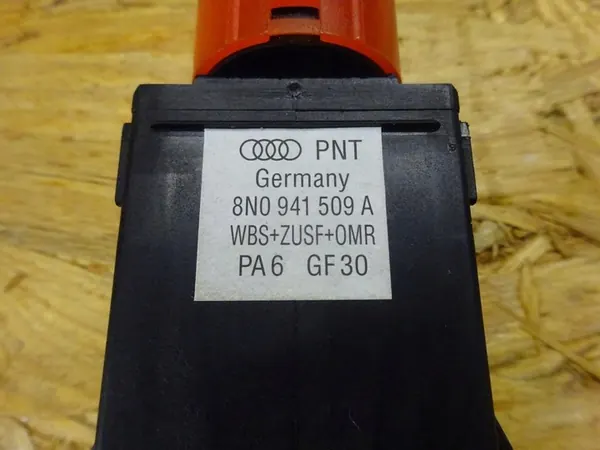 PNT
Germany
8N0 941 509 A
WBS+ZUSF+OMR
PA6 GF30